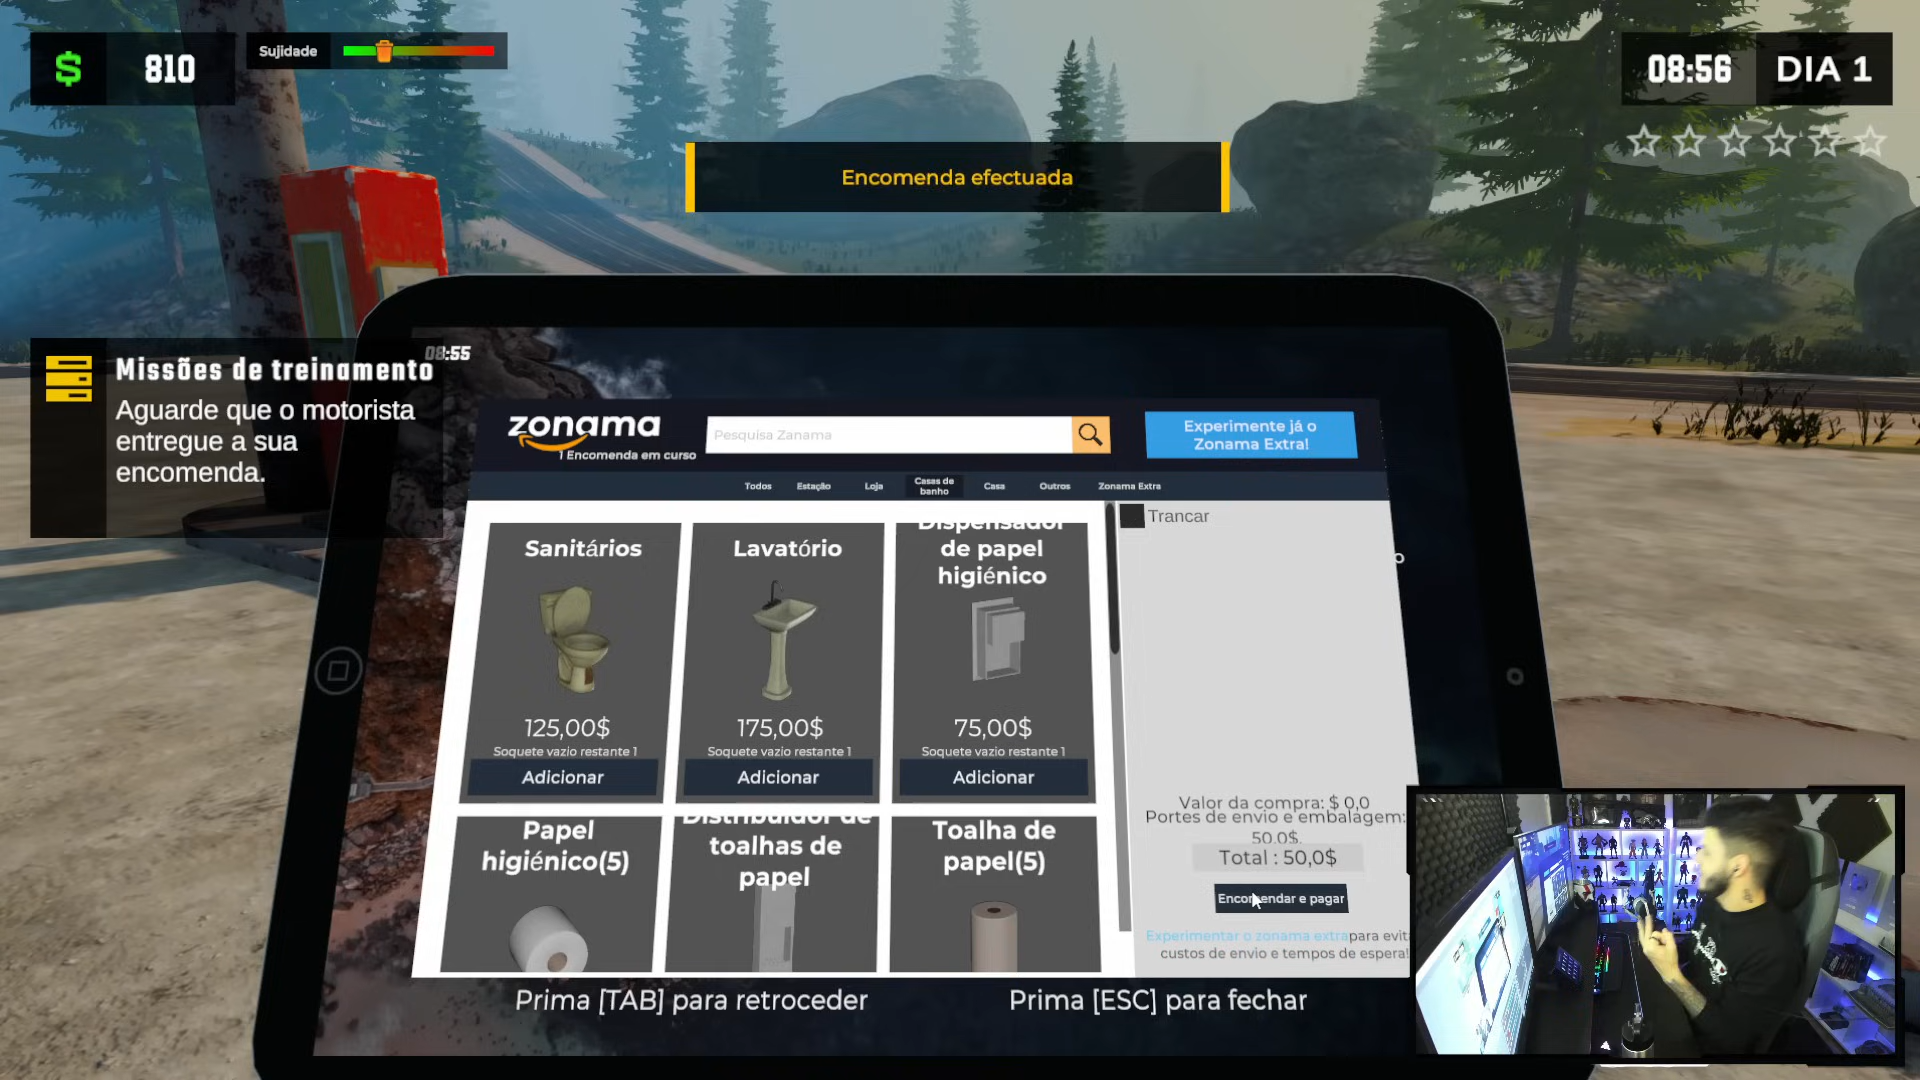 $ 810
Sujidade
08:56 DIA 1
Encomenda efectuada
Missões de treinamento
Aguarde que o motorista
entregue a sua
encomenda.
08:55
zonama
1 Encomenda em curso
Pesquisa Zanama
Experimente já o
Zonama Extra!
Todos Estação Loja Casas de banho Casa Outros Zonama Extra
Trancar
o
Sanitários
125,00$
Soquete vazio restante 1
Adicionar
Lavatório
175,00$
Soquete vazio restante 1
Adicionar
Dispensador
de papel
higiénico
75,00$
Soquete vazio restante 1
Adicionar
Papel
higiénico(5)
Distribuidor de
toalhas de
papel
Toalha de
papel(5)
Valor da compra: $ 0,0
Portes de envio e embalagem:
50,0$
Total : 50,0$
Encomendar e pagar
Experimentar o zonama extra para evit
custos de envio e tempos de espera!
Prima [TAB] para retroceder
Prima [ESC] para fechar